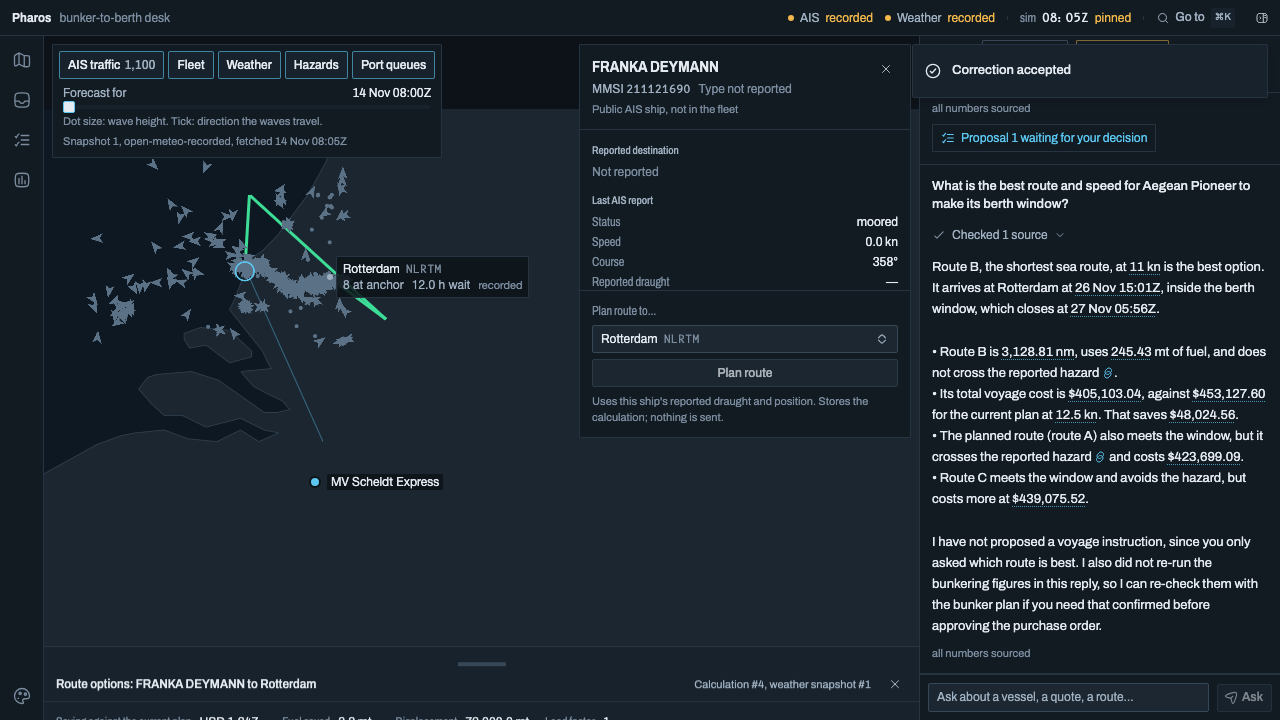 Pharos bunker-to-berth desk
AIS recorded Weather recorded sim 08:05Z pinned Go to ⌘K
AIS traffic 1,100 Fleet Weather Hazards Port queues
Forecast for 14 Nov 08:00Z
Dot size: wave height. Tick: direction the waves travel.
Snapshot 1, open-meteo-recorded, fetched 14 Nov 08:05Z
Rotterdam NLRTM
8 at anchor 12.0 h wait recorded
MV Scheldt Express
FRANKA DEYMANN
MMSI 211121690 Type not reported
Public AIS ship, not in the fleet
Reported destination
Not reported
Last AIS report
Status moored
Speed 0.0 kn
Course 358°
Reported draught —
Plan route to...
Rotterdam NLRTM
Plan route
Uses this ship's reported draught and position. Stores the
calculation; nothing is sent.
Route options: FRANKA DEYMANN to Rotterdam
Calculation #4, weather snapshot #1
Correction accepted
all numbers sourced
Proposal 1 waiting for your decision
What is the best route and speed for Aegean Pioneer to
make its berth window?
Checked 1 source
Route B, the shortest sea route, at 11 kn is the best option.
It arrives at Rotterdam at 26 Nov 15:01Z, inside the berth
window, which closes at 27 Nov 05:56Z.
• Route B is 3,128.81 nm, uses 245.43 mt of fuel, and does
not cross the reported hazard .
• Its total voyage cost is $405,103.04, against $453,127.60
for the current plan at 12.5 kn. That saves $48,024.56.
• The planned route (route A) also meets the window, but it
crosses the reported hazard and costs $423,699.09.
• Route C meets the window and avoids the hazard, but
costs more at $439,075.52.
I have not proposed a voyage instruction, since you only
asked which route is best. I also did not re-run the
bunkering figures in this reply, so I can re-check them with
the bunker plan if you need that confirmed before
approving the purchase order.
all numbers sourced
Ask about a vessel, a quote, a route... Ask